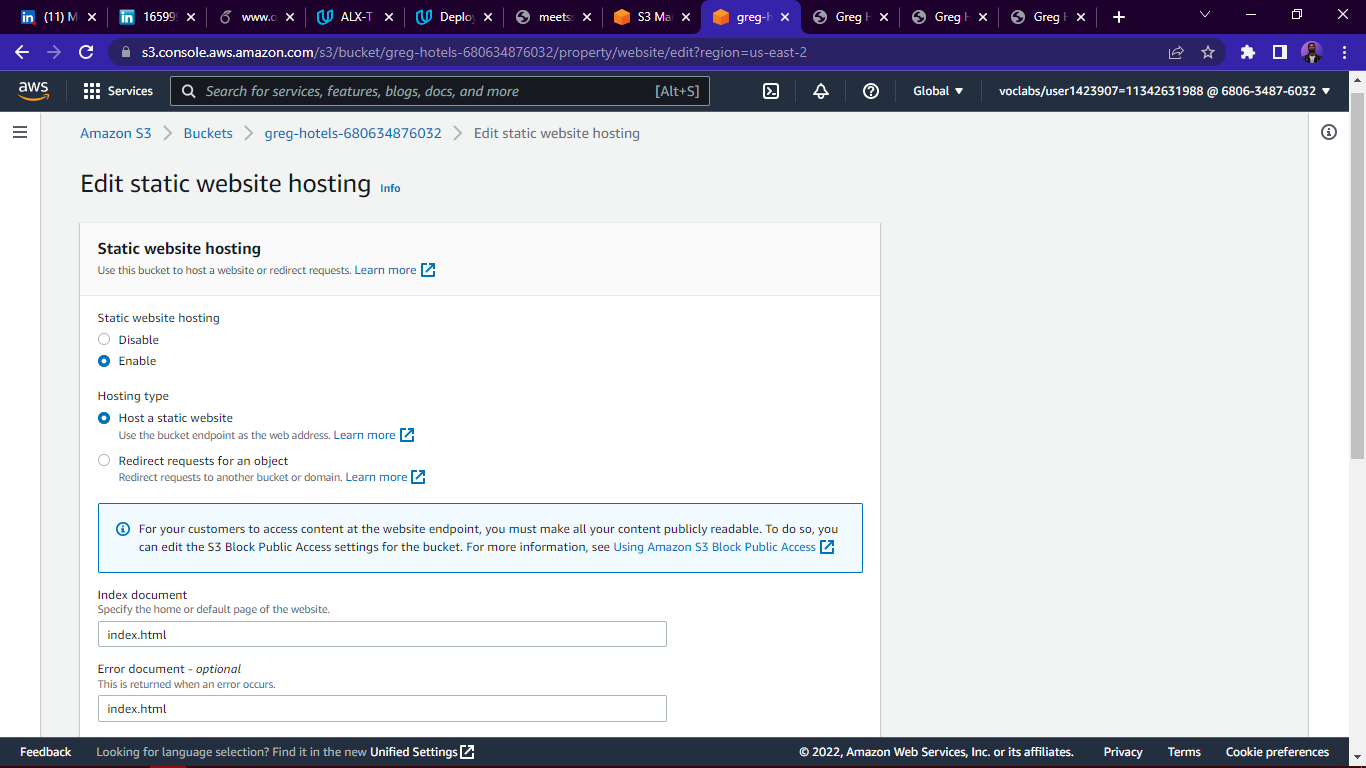 (11) M
16599
www.c
ALX-T
Deploy
meets
S3 Ma
greg-h
Greg H
Greg H
Greg H
s3.console.aws.amazon.com/s3/bucket/greg-hotels-680634876032/property/website/edit?region=us-east-2
aws
Services
Search for services, features, blogs, docs, and more
[Alt+S]
Global
voclabs/user1423907=11342631988 @ 6806-3487-6032
Amazon S3
Buckets
greg-hotels-680634876032
Edit static website hosting
Edit static website hosting Info
Static website hosting
Use this bucket to host a website or redirect requests. Learn more
Static website hosting
Disable
Enable
Hosting type
Host a static website
Use the bucket endpoint as the web address. Learn more
Redirect requests for an object
Redirect requests to another bucket or domain. Learn more
For your customers to access content at the website endpoint, you must make all your content publicly readable. To do so, you
can edit the S3 Block Public Access settings for the bucket. For more information, see Using Amazon S3 Block Public Access
Index document
Specify the home or default page of the website.
index.html
Error document - optional
This is returned when an error occurs.
index.html
Feedback
Looking for language selection? Find it in the new Unified Settings
© 2022, Amazon Web Services, Inc. or its affiliates.
Privacy
Terms
Cookie preferences